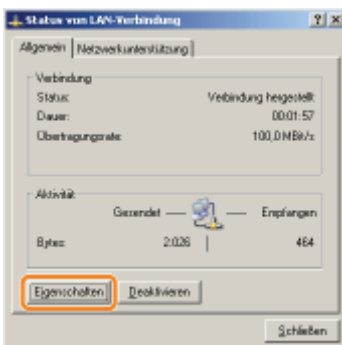 Status von LAN-Verbindung
Allgemein Netzwerkunterstützung
Verbindung
Status: Verbindung hergestellt
Dauer: 00:01:57
Übertragungsrate: 100,0 MBit/s
Aktivität
Gesendet — — Empfangen
Bytes: 2.026 | 464
Eigenschaften Deaktivieren
Schließen